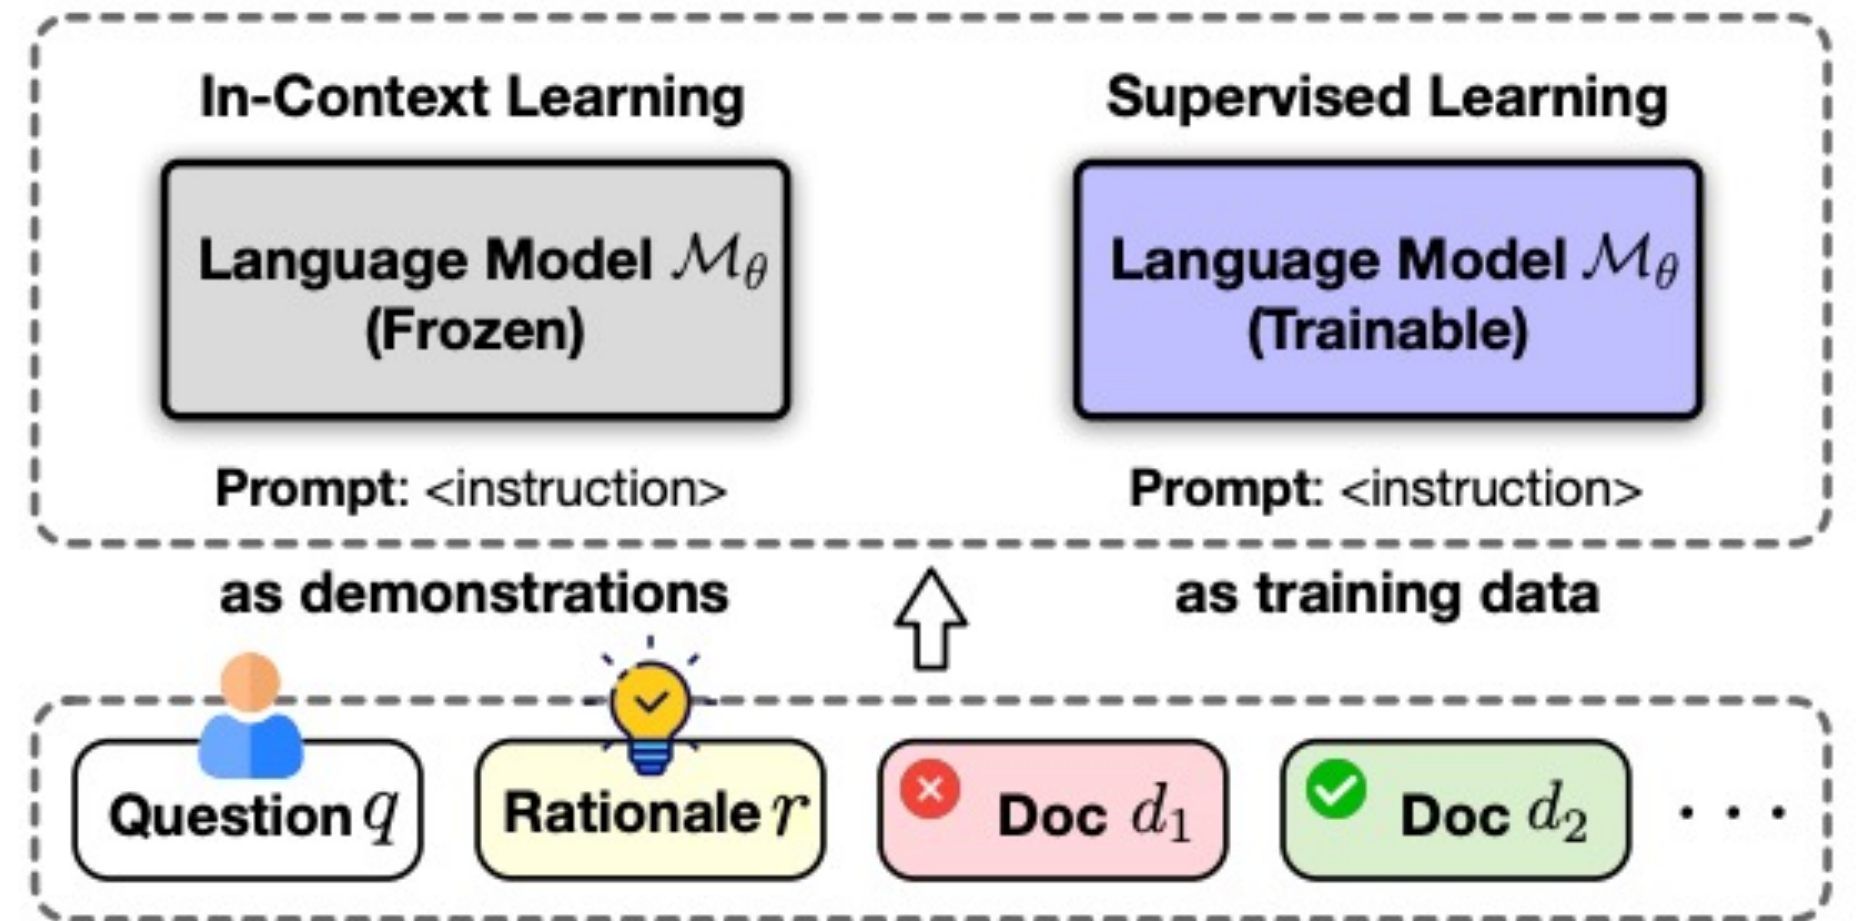 In-Context Learning
Supervised Learning
Language Model ℳθ
(Frozen)
Language Model ℳθ
(Trainable)
Prompt: <instruction>
Prompt: <instruction>
as demonstrations
as training data
Question q
Rationale r
Doc d1
Doc d2
· · ·